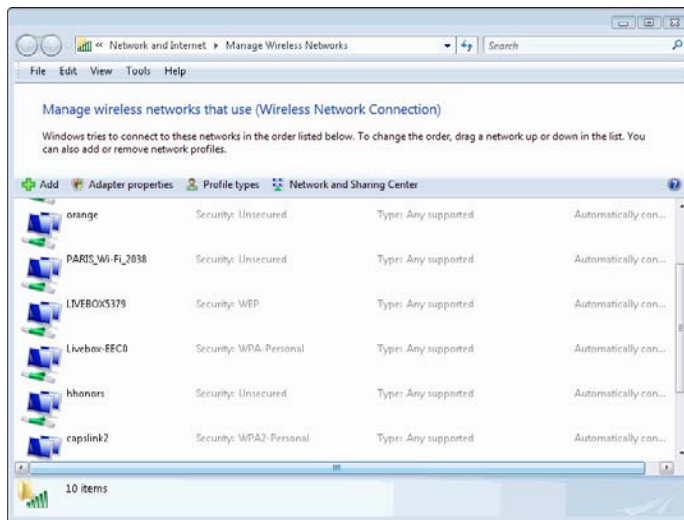 « Network and Internet ▸ Manage Wireless Networks Search
File Edit View Tools Help
Manage wireless networks that use (Wireless Network Connection)
Windows tries to connect to these networks in the order listed below. To change the order, drag a network up or down in the list. You
can also add or remove network profiles.
Add Adapter properties Profile types Network and Sharing Center
orange Security: Unsecured Type: Any supported Automatically con...
PARIS_Wi-Fi_2038 Security: Unsecured Type: Any supported Automatically con...
LIVEBOX5379 Security: WEP Type: Any supported Automatically con...
Livebox-EEC0 Security: WPA-Personal Type: Any supported Automatically con...
hhonors Security: Unsecured Type: Any supported Automatically con...
capslink2 Security: WPA2-Personal Type: Any supported Automatically con...
10 items